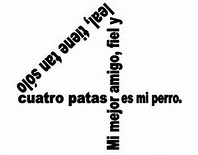 Mi mejor amigo, fiel y
leal, tiene tan sólo
cuatro patas es mi perro.